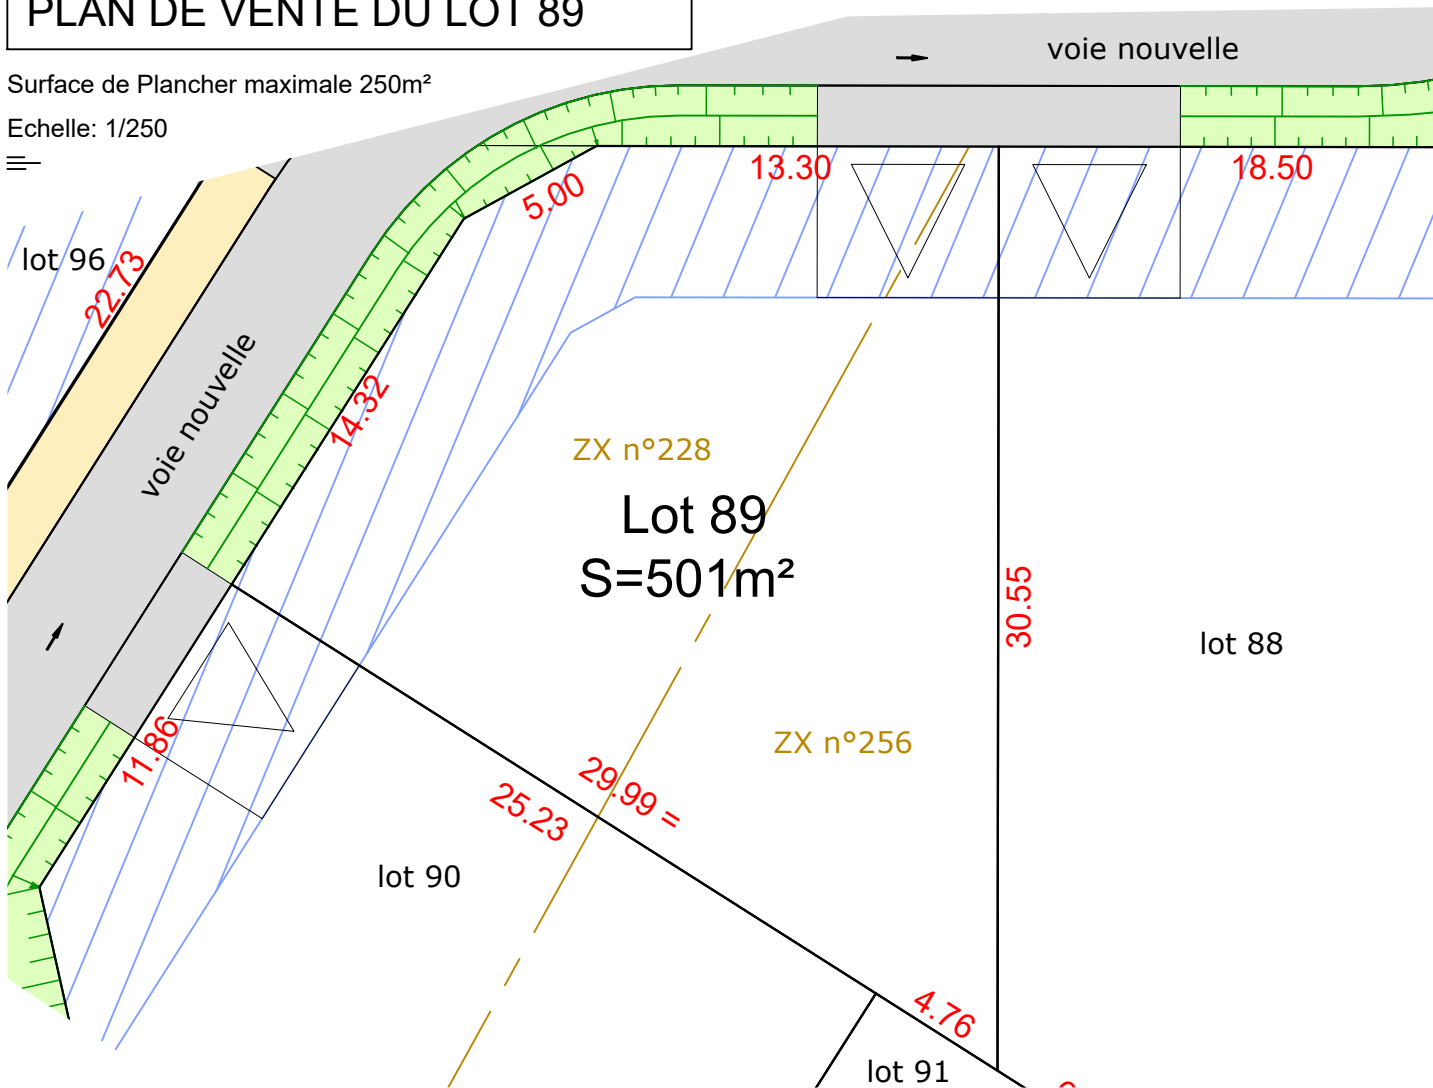 PLAN DE VENTE DU LOT 89
Surface de Plancher maximale 250m²
Echelle: 1/250
voie nouvelle
13.30
18.50
5.00
lot 96
22.73
voie nouvelle
14.32
ZX n°228
Lot 89
S=501m²
30.55
lot 88
11.86
ZX n°256
29.99 =
25.23
lot 90
4.76
lot 91